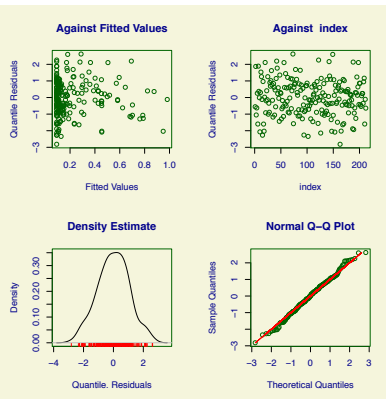 Against Fitted Values
Quantile Residuals
−3 −1 0 1 2
0.2 0.4 0.6 0.8 1.0
Fitted Values
Against index
Quantile Residuals
−3 −1 0 1 2
0 50 100 150 200
index
Density Estimate
Density
0.00 0.10 0.20 0.30
−4 −2 0 2
Quantile. Residuals
Normal Q−Q Plot
Sample Quantiles
−3 −1 0 1 2
−3 −2 −1 0 1 2 3
Theoretical Quantiles